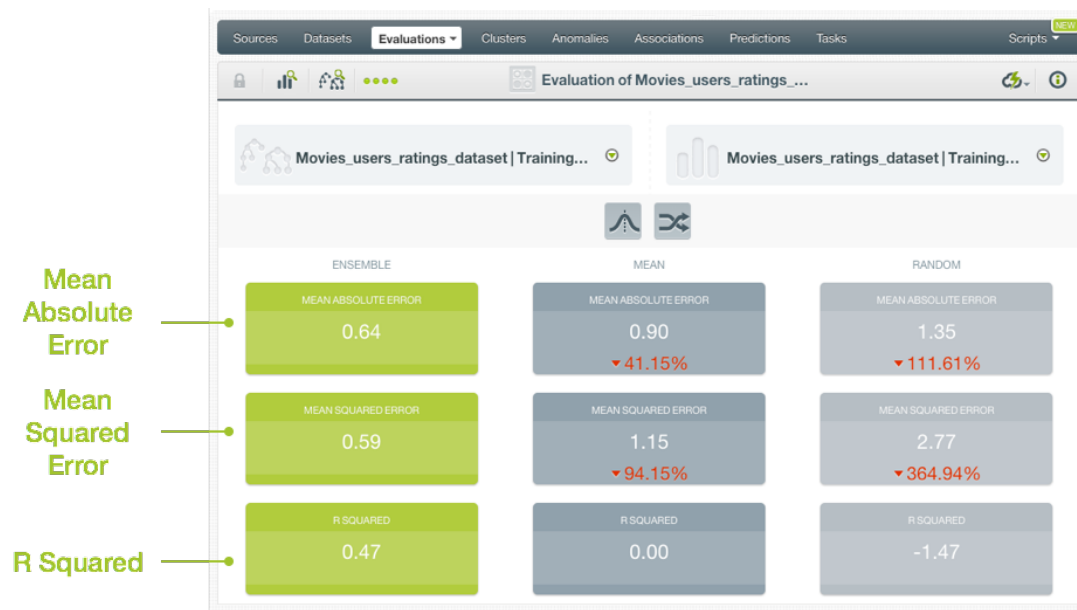 Sources Datasets Evaluations Clusters Anomalies Associations Predictions Tasks Scripts NEW
Evaluation of Movies_users_ratings_...
Movies_users_ratings_dataset | Training... Movies_users_ratings_dataset | Training...
ENSEMBLE MEAN RANDOM
Mean
Absolute
Error
MEAN ABSOLUTE ERROR MEAN ABSOLUTE ERROR MEAN ABSOLUTE ERROR
0.64 0.90 1.35
41.15% 111.61%
Mean
Squared
Error
MEAN SQUARED ERROR MEAN SQUARED ERROR MEAN SQUARED ERROR
0.59 1.15 2.77
94.15% 364.94%
R Squared
R SQUARED R SQUARED R SQUARED
0.47 0.00 -1.47